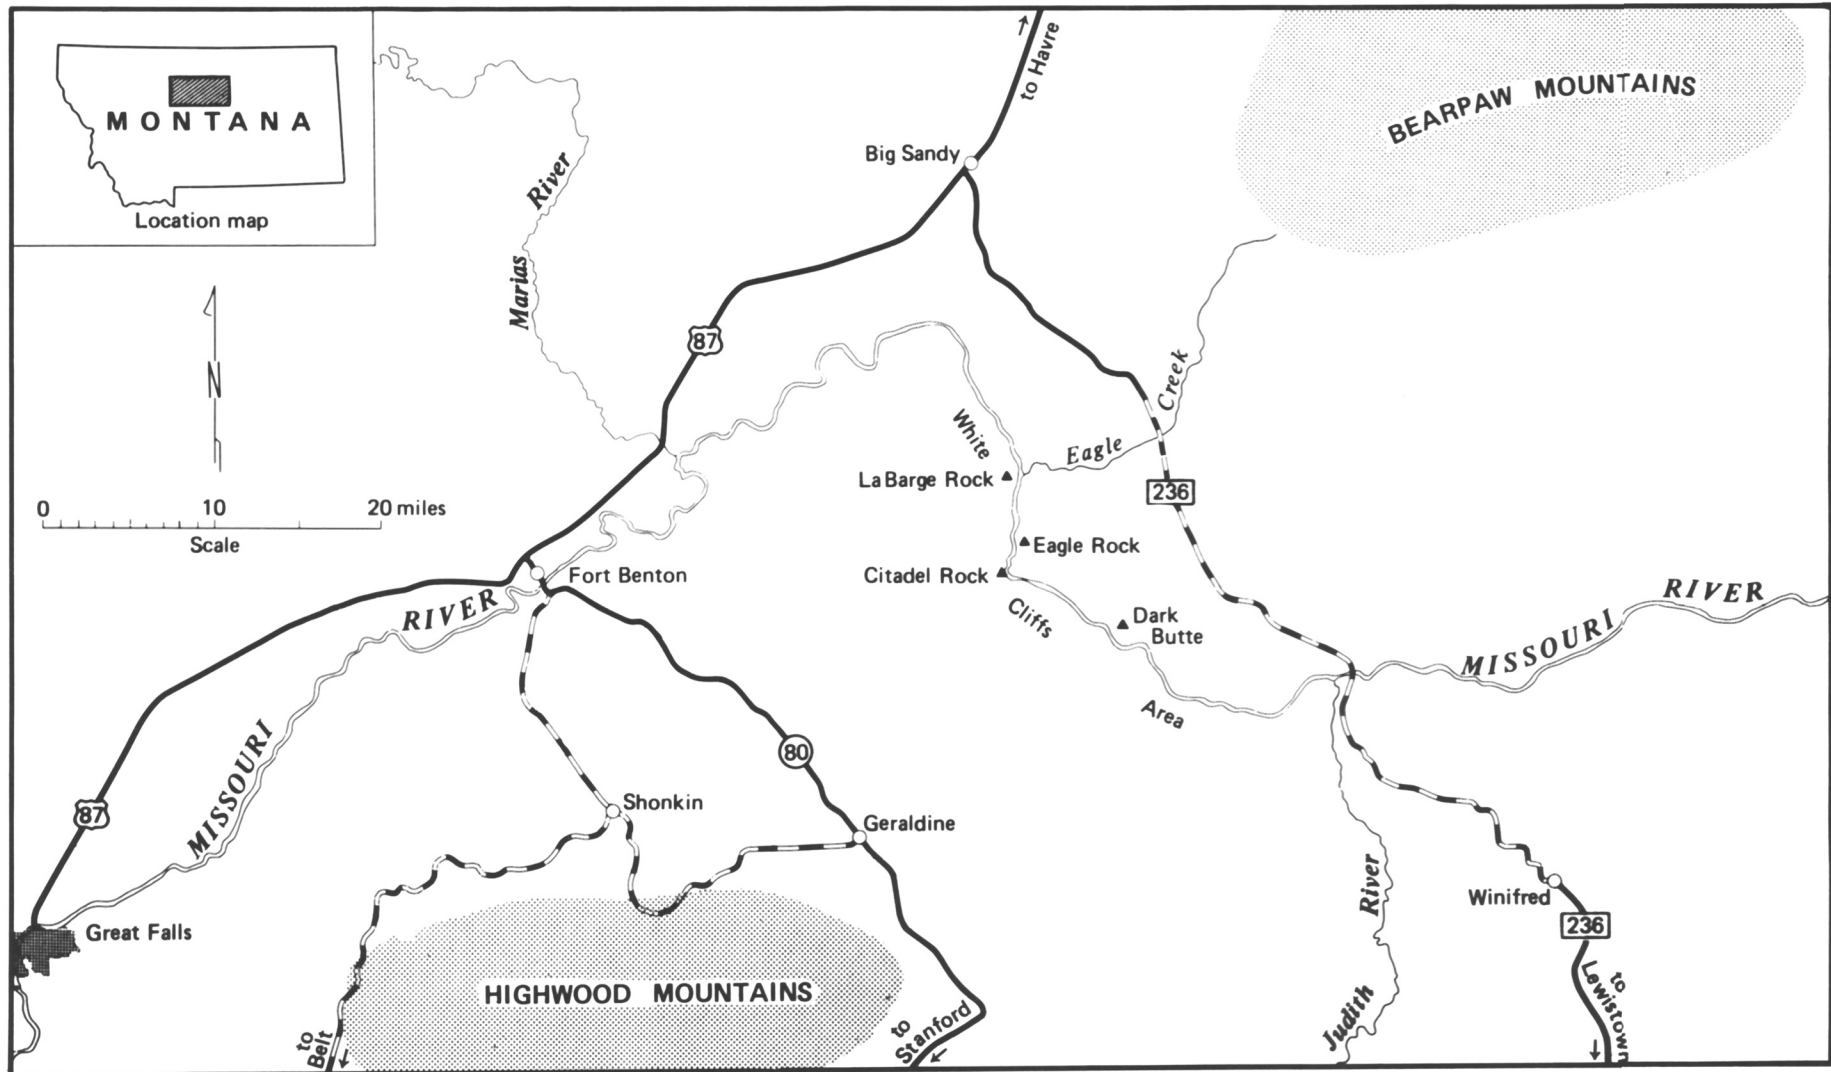 MONTANA
Location map
N
0 10 20 miles
Scale
to Havre
BEARPAW MOUNTAINS
Big Sandy
Marias River
87
White
Eagle Creek
La Barge Rock
236
Eagle Rock
Citadel Rock
Fort Benton
Cliffs
Dark
Butte
MISSOURI RIVER
MISSOURI RIVER
Area
80
87
Shonkin
Geraldine
Judith River
Winifred
236
Great Falls
HIGHWOOD MOUNTAINS
to
Belt
to
Stanford
to
Lewistown